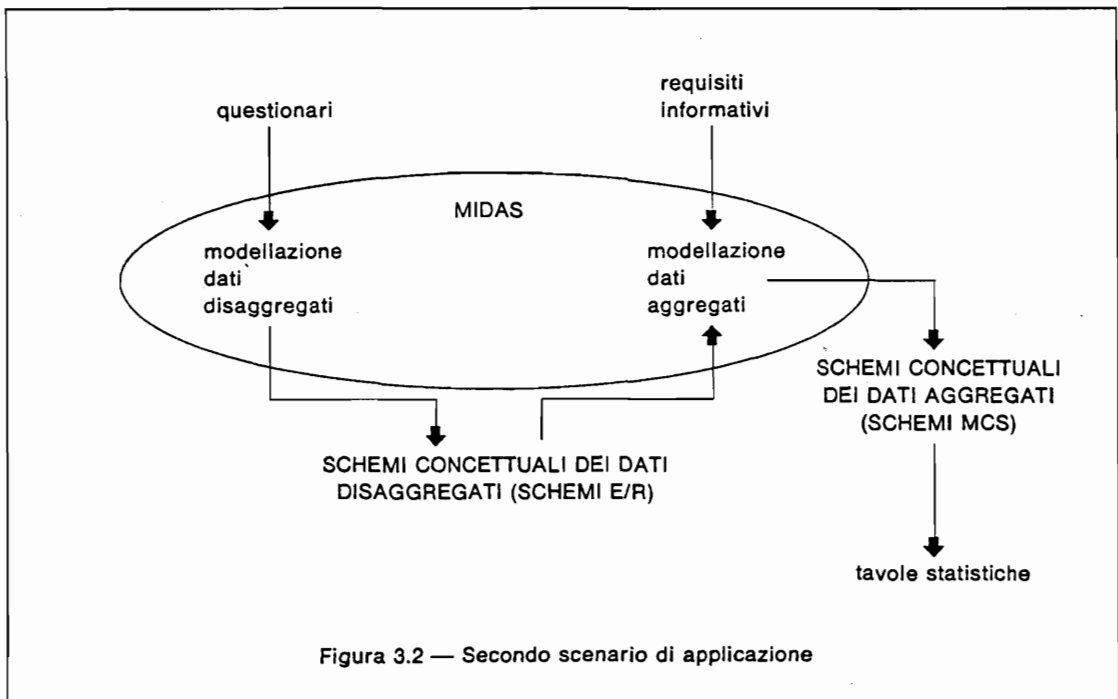 questionari
requisiti
informativi
MIDAS
modellazione
dati
disaggregati
modellazione
dati
aggregati
SCHEMI CONCETTUALI DEI DATI
DISAGGREGATI (SCHEMI E/R)
SCHEMI CONCETTUALI
DEI DATI AGGREGATI
(SCHEMI MCS)
tavole statistiche
Figura 3.2 — Secondo scenario di applicazione